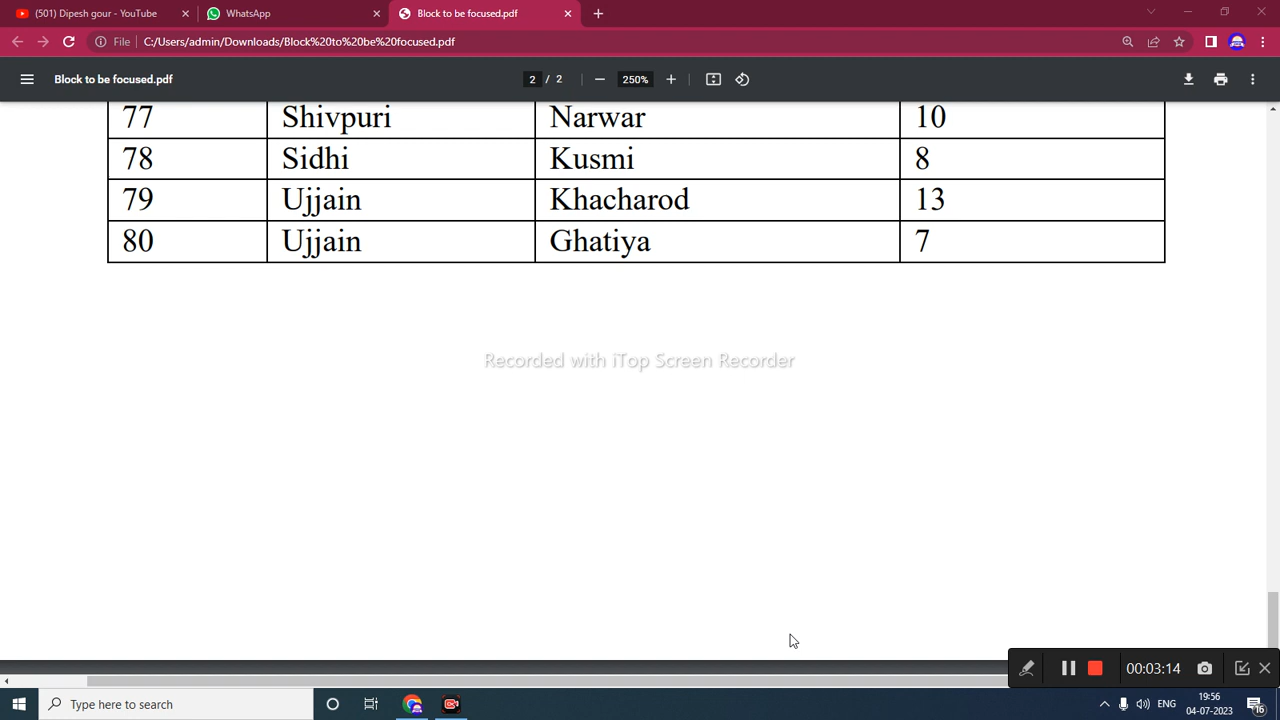 (501) Dipesh gour - YouTube
WhatsApp
Block to be focused.pdf
File C:/Users/admin/Downloads/Block%20to%20be%20focused.pdf
Block to be focused.pdf
2 / 2
250%
77 Shivpuri Narwar 10
78 Sidhi Kusmi 8
79 Ujjain Khacharod 13
80 Ujjain Ghatiya 7
Recorded with iTop Screen Recorder
00:03:14
Type here to search
ENG
19:56
04-07-2023
16